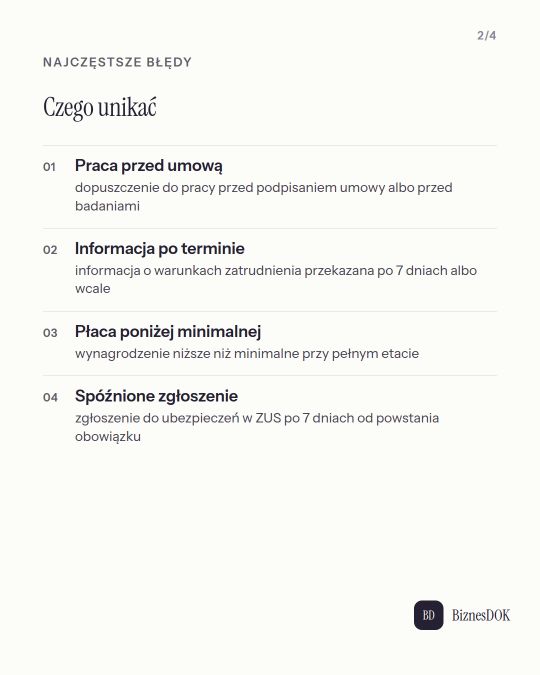 2/4
NAJCZĘSTSZE BŁĘDY
Czego unikać
01 Praca przed umową
dopuszczenie do pracy przed podpisaniem umowy albo przed
badaniami
02 Informacja po terminie
informacja o warunkach zatrudnienia przekazana po 7 dniach albo
wcale
03 Płaca poniżej minimalnej
wynagrodzenie niższe niż minimalne przy pełnym etacie
04 Spóźnione zgłoszenie
zgłoszenie do ubezpieczeń w ZUS po 7 dniach od powstania
obowiązku
BD BiznesDOK